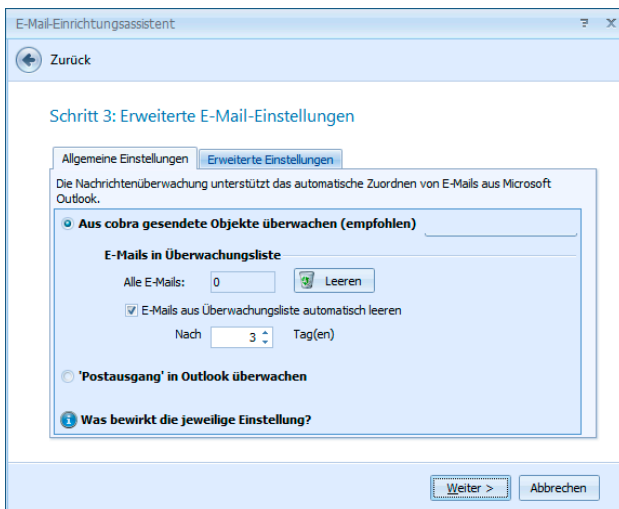 E-Mail-Einrichtungsassistent
Zurück
Schritt 3: Erweiterte E-Mail-Einstellungen
Allgemeine Einstellungen Erweiterte Einstellungen
Die Nachrichtenüberwachung unterstützt das automatische Zuordnen von E-Mails aus Microsoft
Outlook.
Aus cobra gesendete Objekte überwachen (empfohlen)
E-Mails in Überwachungsliste
Alle E-Mails: 0 Leeren
E-Mails aus Überwachungsliste automatisch leeren
Nach 3 Tag(en)
'Postausgang' in Outlook überwachen
Was bewirkt die jeweilige Einstellung?
Weiter > Abbrechen